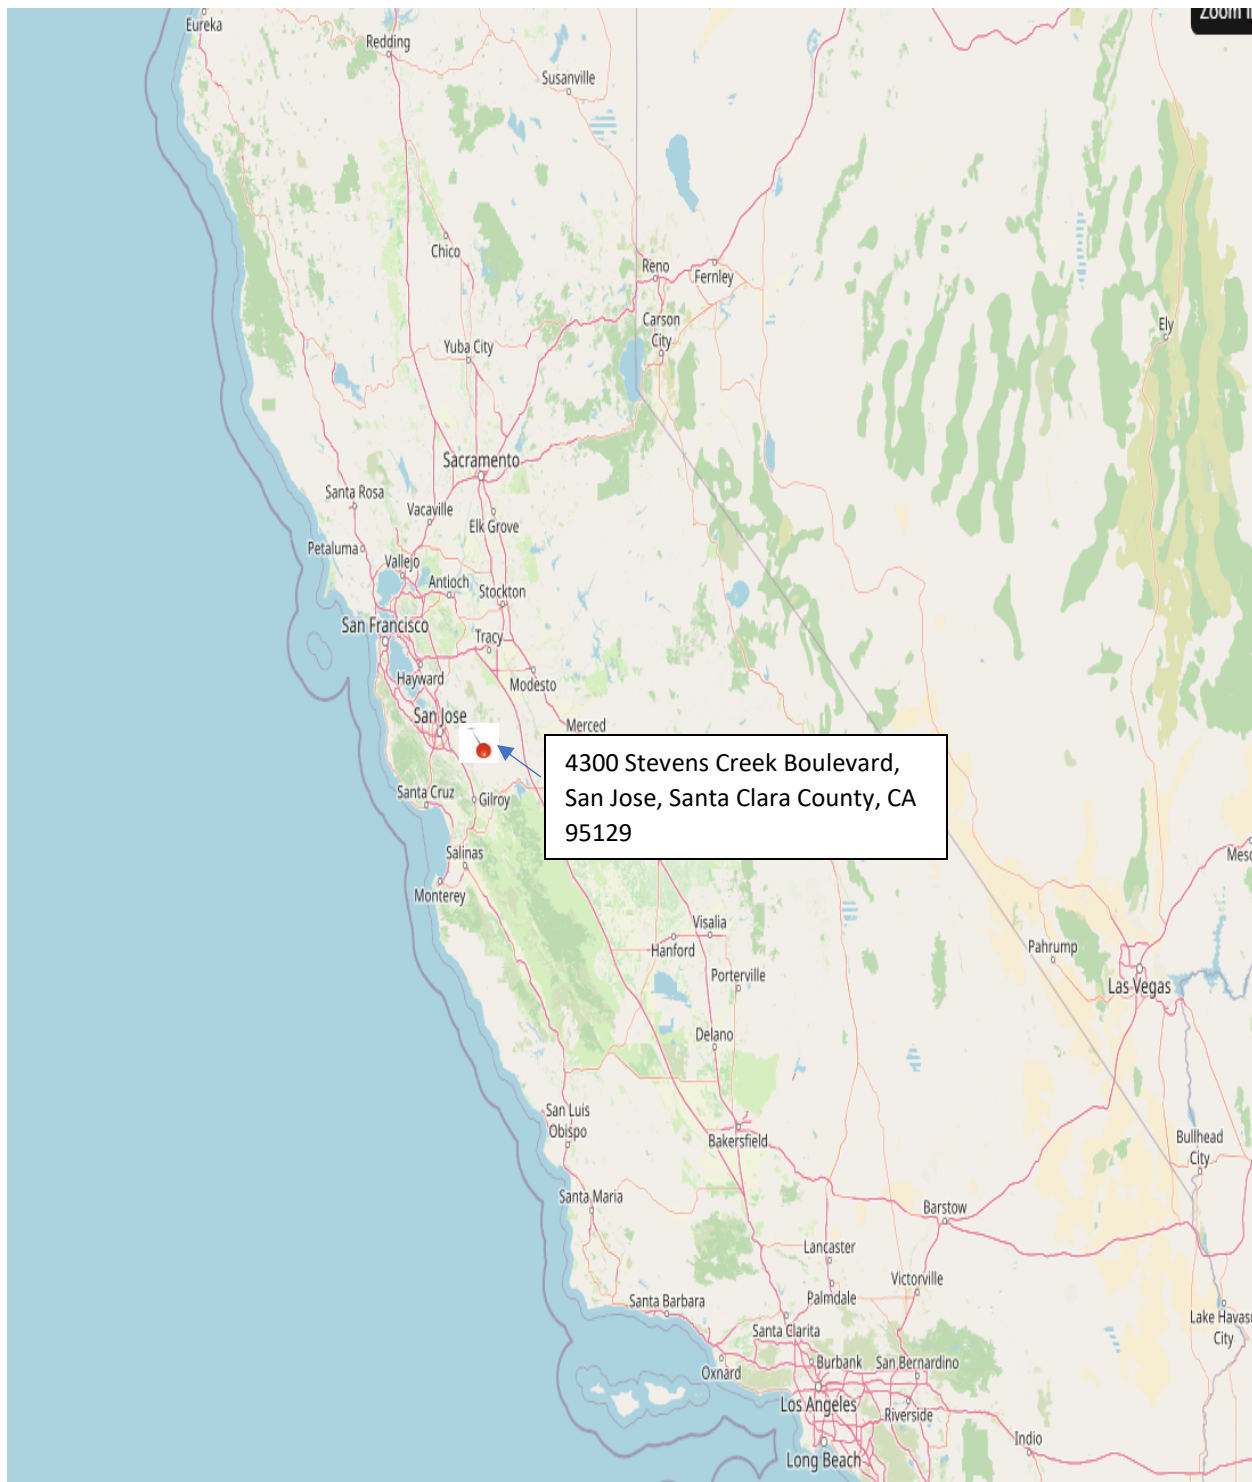 Zoom I
Eureka
Redding
Susanville
Chico
Reno
Fernley
Carson
City
Ely
Yuba City
Sacramento
Santa Rosa
Vacaville
Elk Grove
Petaluma
Vallejo
Antioch
Stockton
San Francisco
Tracy
Hayward
Modesto
San Jose
Merced
4300 Stevens Creek Boulevard,
San Jose, Santa Clara County, CA
95129
Santa Cruz
Gilroy
Salinas
Mesq
Monterey
Visalia
Hanford
Pahrump
Porterville
Las Vegas
Delano
San Luis
Obispo
Bakersfield
Bullhead
City
Santa Maria
Barstow
Lancaster
Victorville
Palmdale
Santa Barbara
Lake Havasu
City
Santa Clarita
Burbank
San Bernardino
Oxnard
Los Angeles
Riverside
Indio
Long Beach